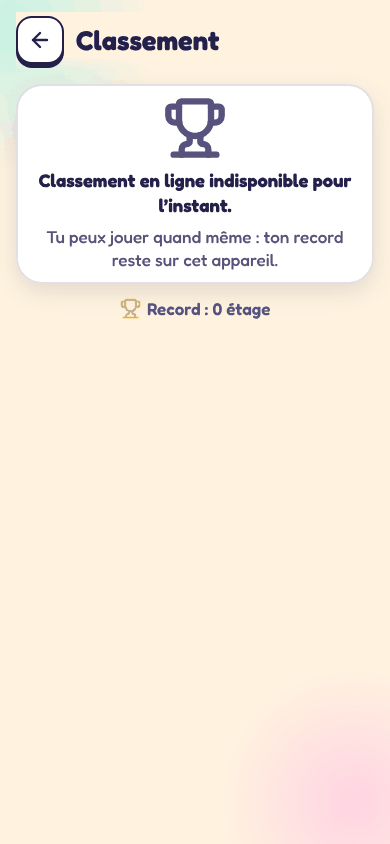 Classement
Classement en ligne indisponible pour
l’instant.
Tu peux jouer quand même : ton record
reste sur cet appareil.
Record : 0 étage